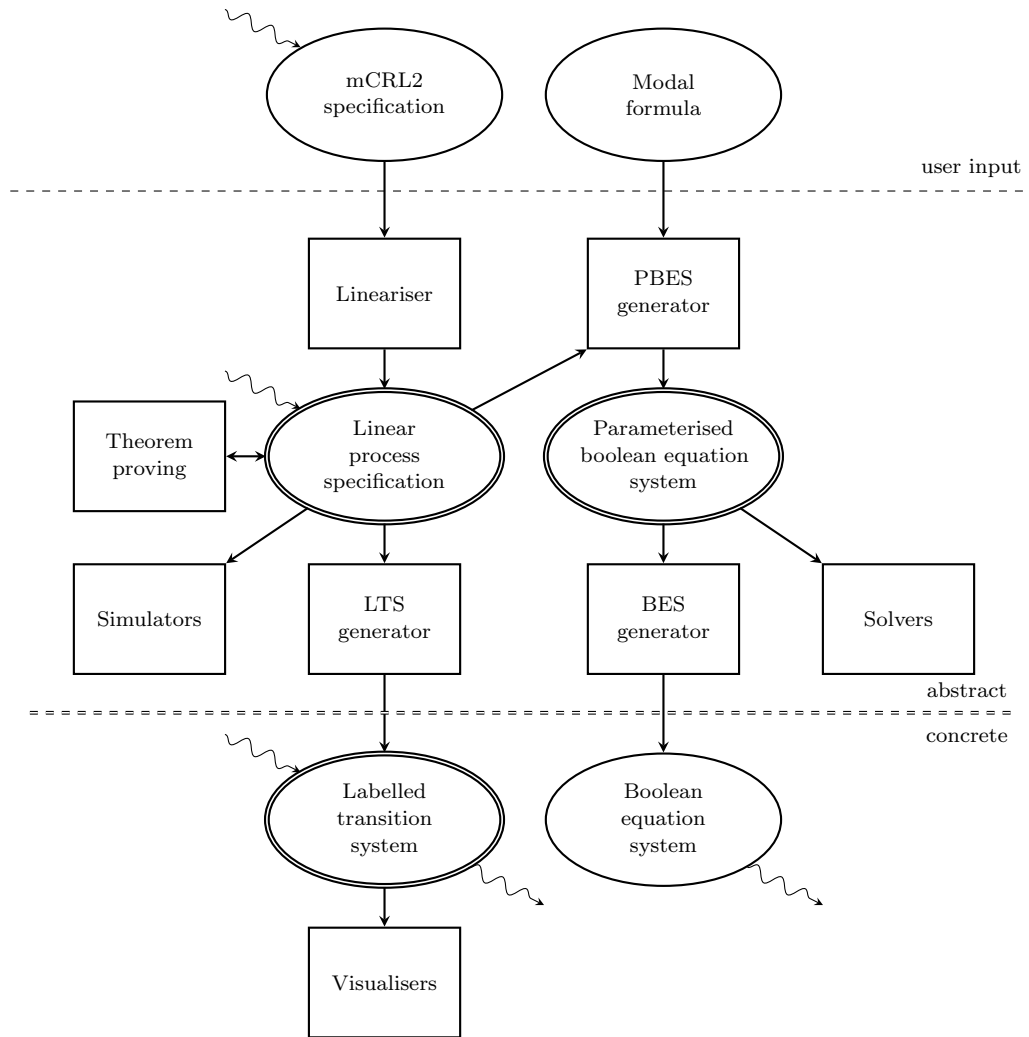 mCRL2
specification
Modal
formula
user input
Lineariser
PBES
generator
Theorem
proving
Linear
process
specification
Parameterised
boolean equation
system
Simulators
LTS
generator
BES
generator
Solvers
abstract
concrete
Labelled
transition
system
Boolean
equation
system
Visualisers